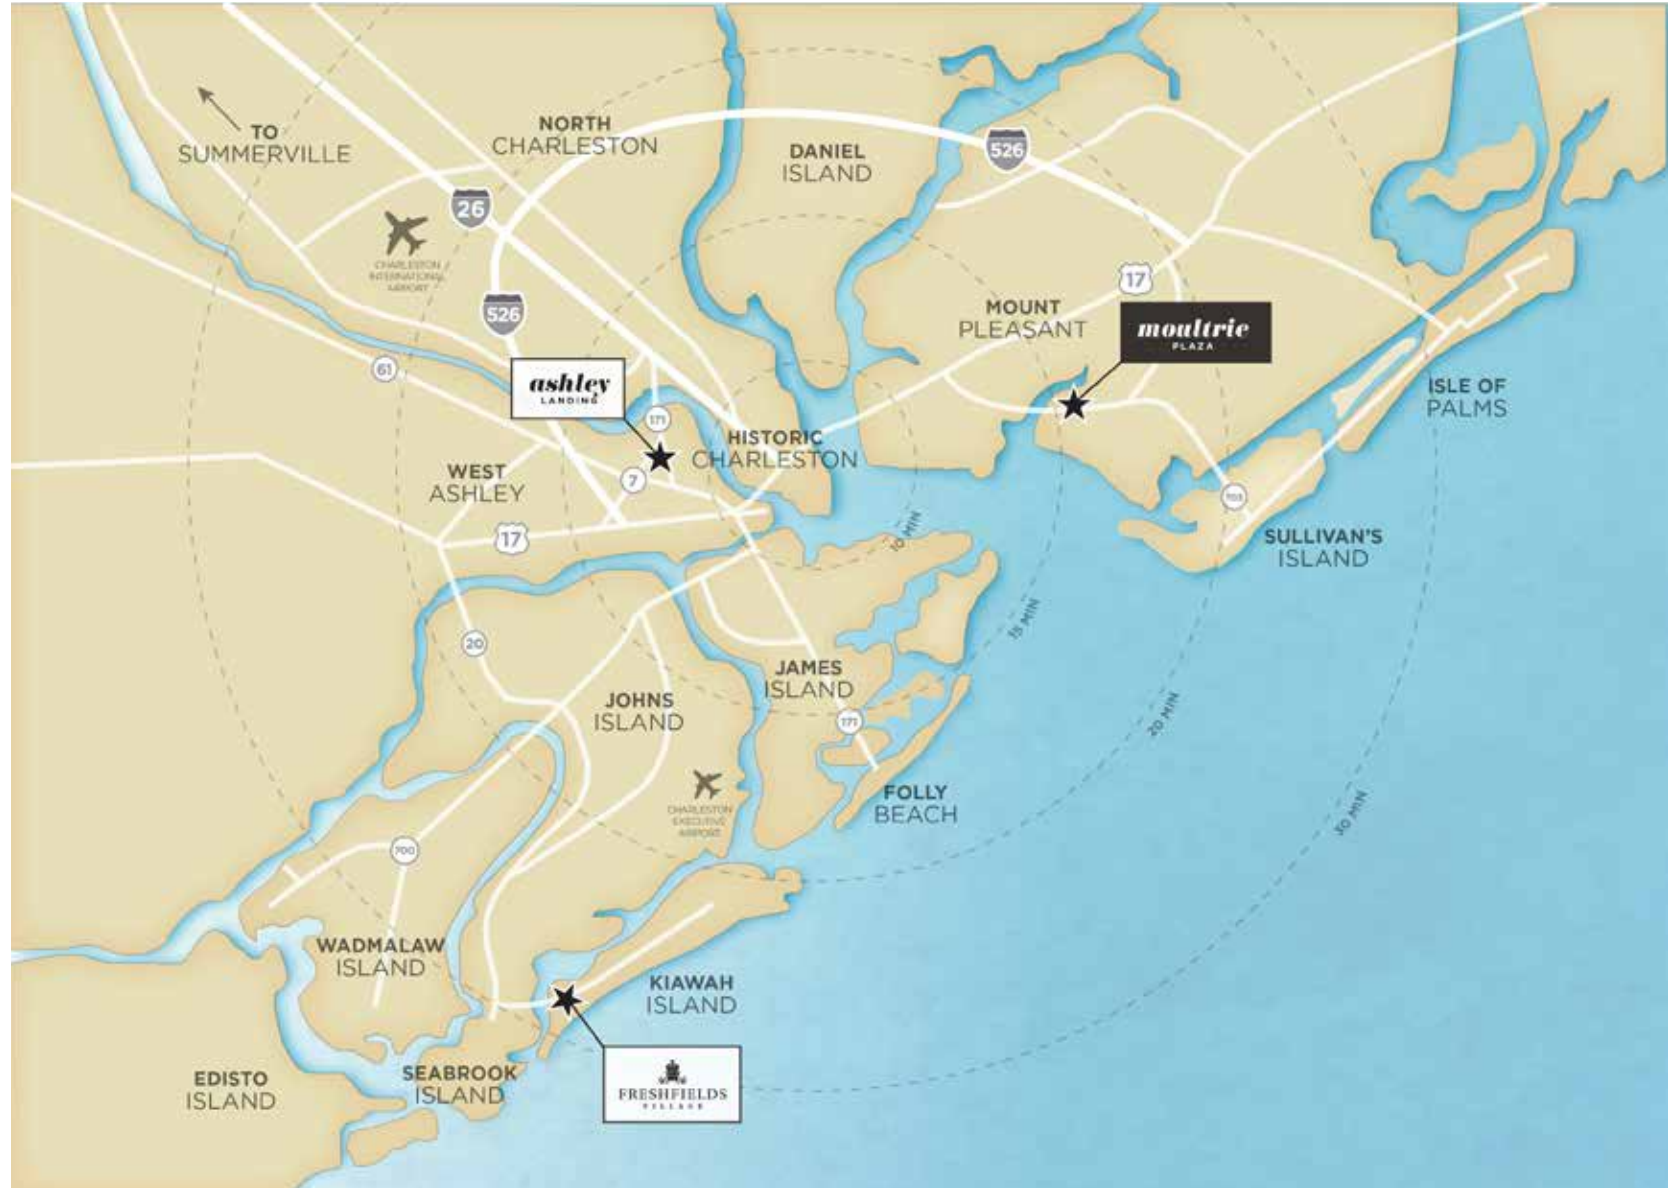 TO
SUMMERVILLE
NORTH
CHARLESTON
DANIEL
ISLAND
526
26
CHARLESTON
INTERNATIONAL
AIRPORT
526
17
MOUNT
PLEASANT
moultrie
PLAZA
61
ashley
LANDING
171
ISLE OF
PALMS
HISTORIC
CHARLESTON
WEST
ASHLEY
7
703
17
10 MIN
SULLIVAN'S
ISLAND
15 MIN
20
JAMES
ISLAND
JOHNS
ISLAND
171
20 MIN
CHARLESTON
EXECUTIVE
AIRPORT
FOLLY
BEACH
30 MIN
700
WADMALAW
ISLAND
KIAWAH
ISLAND
EDISTO
ISLAND
SEABROOK
ISLAND
FRESHFIELDS
VILLAGE